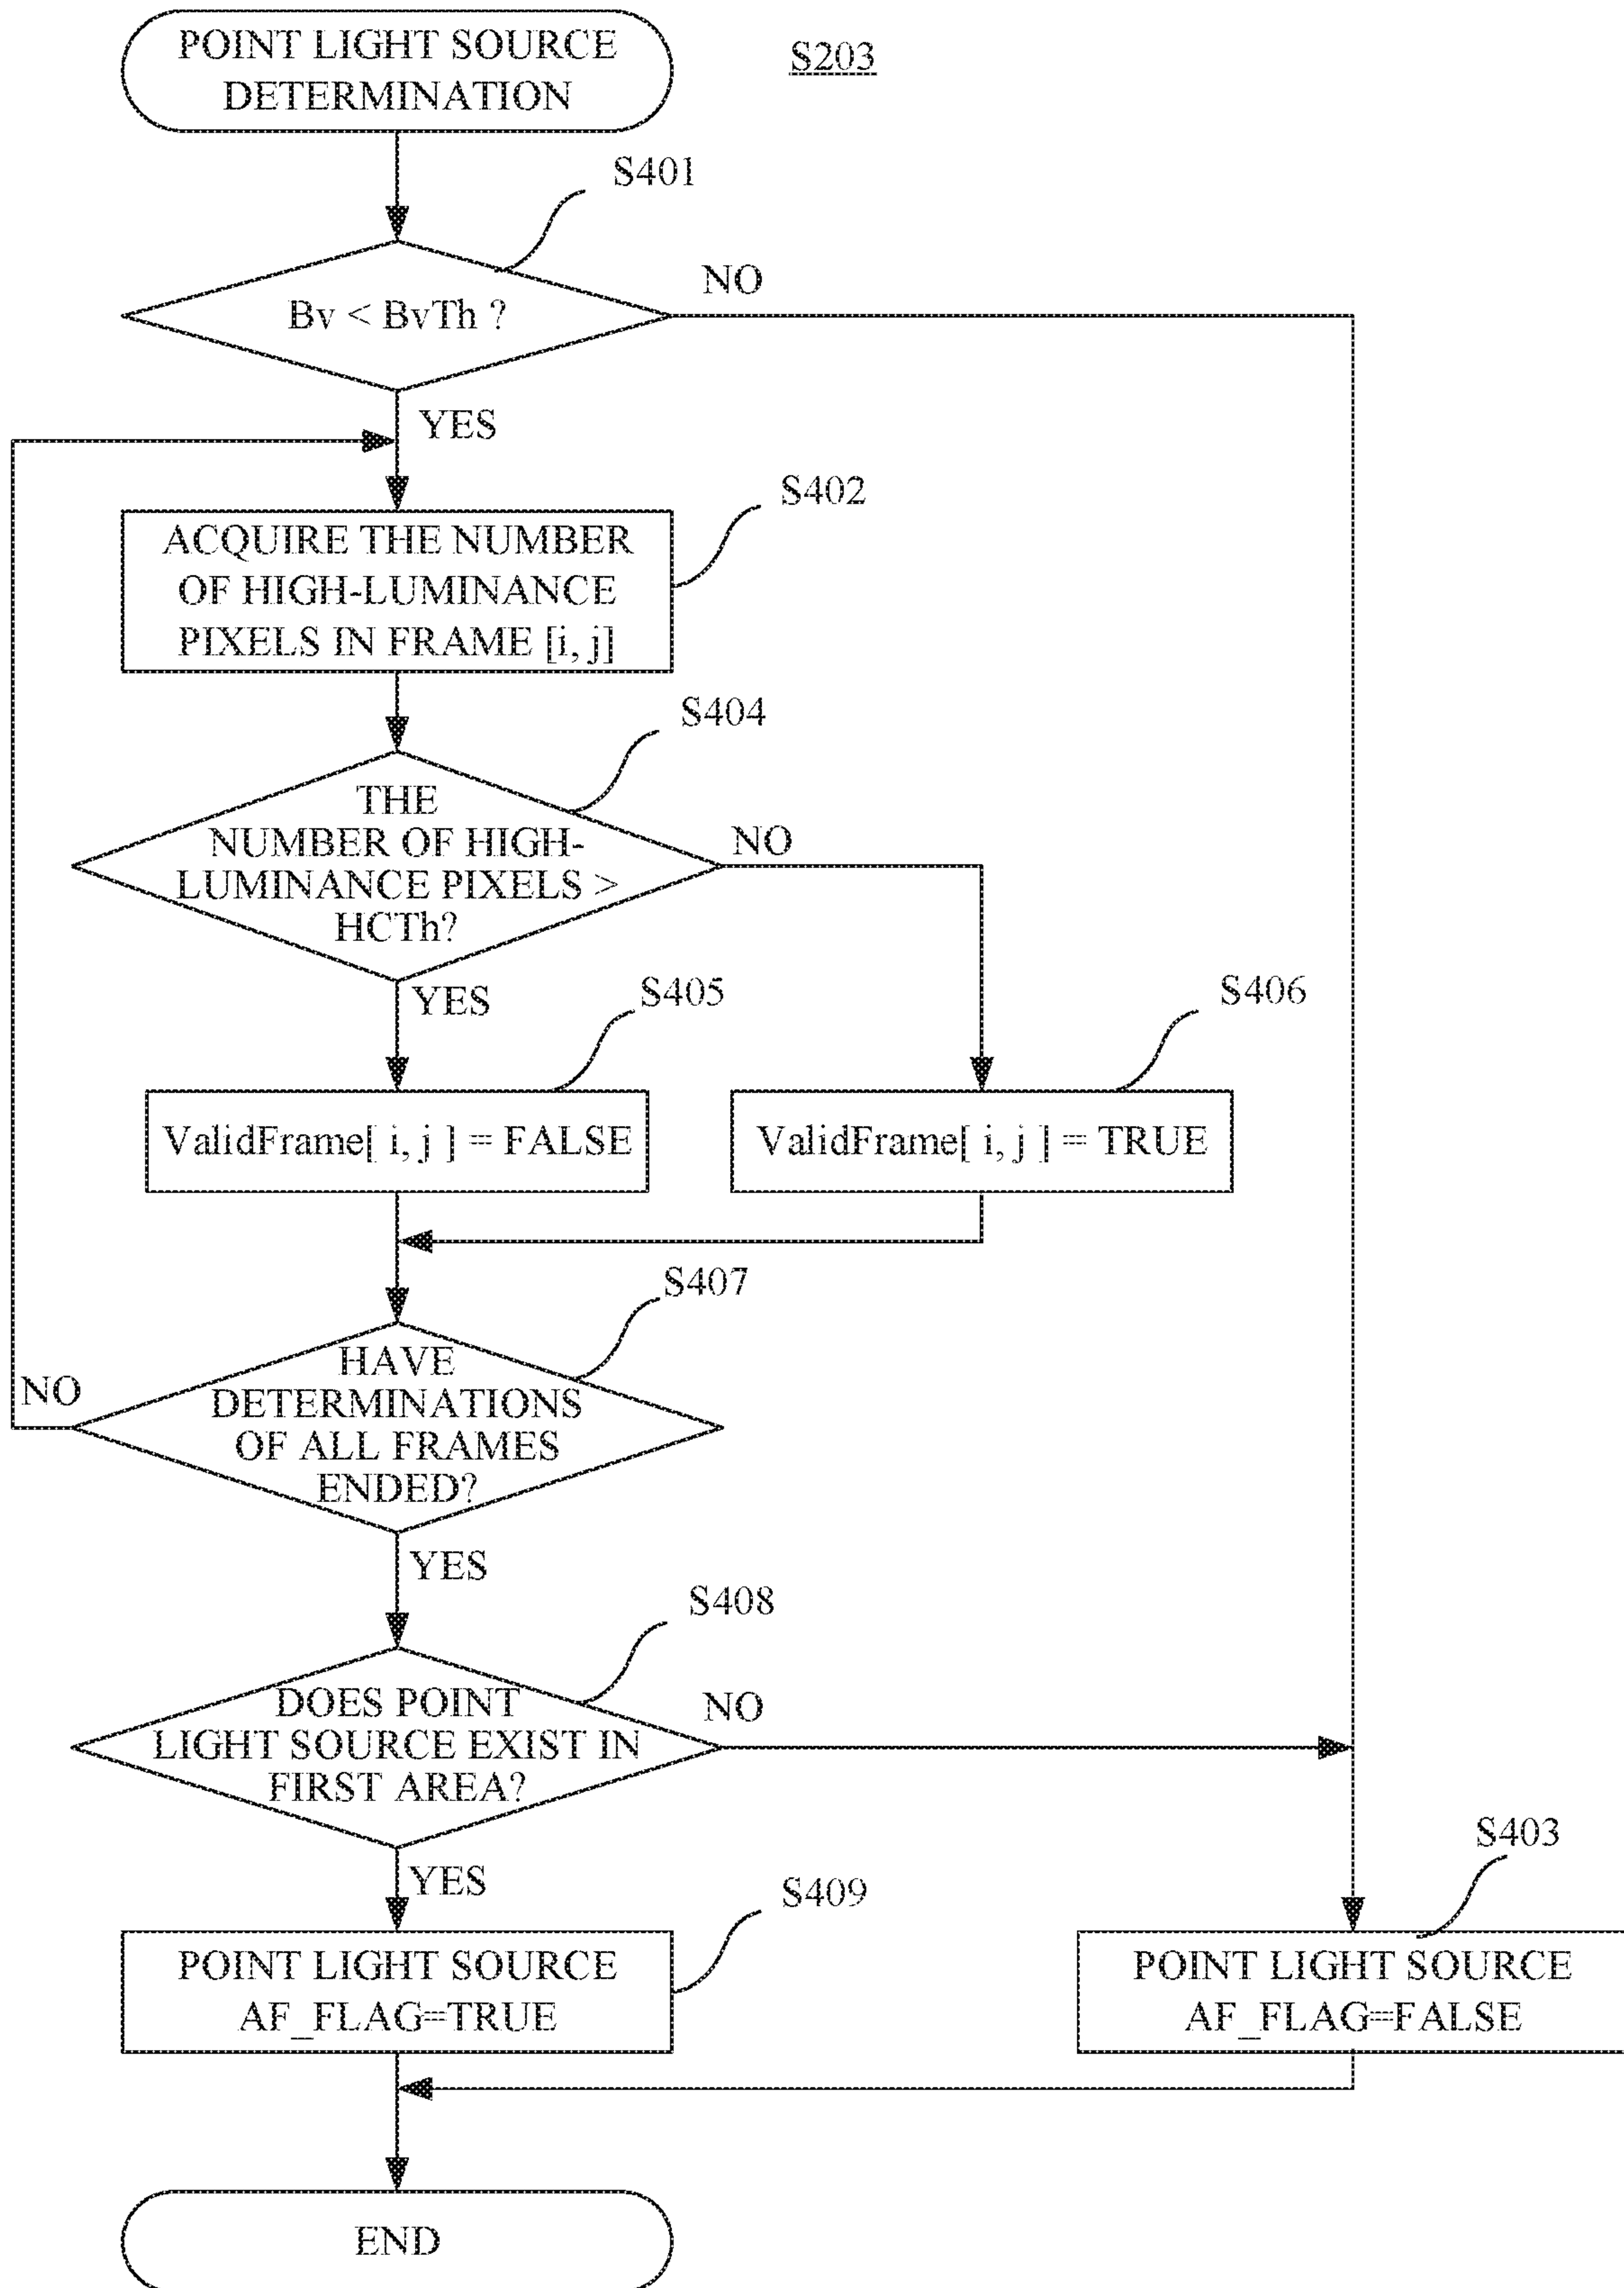 POINT LIGHT SOURCE
DETERMINATION
S203
S401
Bv < BvTh ?
NO
YES
S402
ACQUIRE THE NUMBER
OF HIGH-LUMINANCE
PIXELS IN FRAME [i, j]
S404
THE
NUMBER OF HIGH-
LUMINANCE PIXELS >
HCTh?
NO
YES
S405
S406
ValidFrame[ i, j ] = FALSE
ValidFrame[ i, j ] = TRUE
S407
HAVE
DETERMINATIONS
OF ALL FRAMES
ENDED?
NO
YES
S408
DOES POINT
LIGHT SOURCE EXIST IN
FIRST AREA?
NO
YES
S409
S403
POINT LIGHT SOURCE
AF_FLAG=TRUE
POINT LIGHT SOURCE
AF_FLAG=FALSE
END